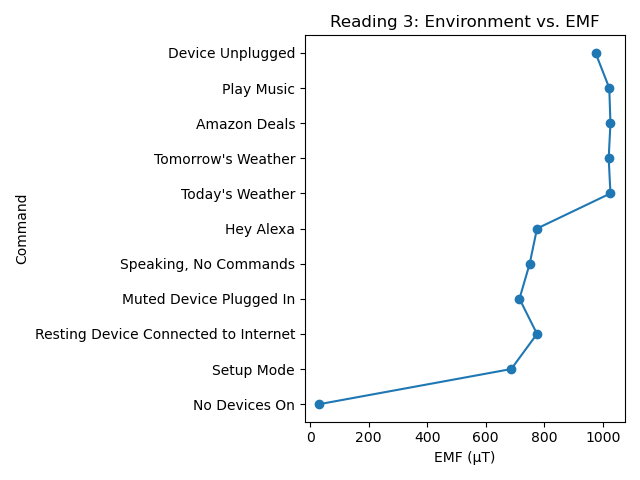 Reading 3: Environment vs. EMF
Device Unplugged
Play Music
Amazon Deals
Tomorrow's Weather
Today's Weather
Hey Alexa
Speaking, No Commands
Muted Device Plugged In
Resting Device Connected to Internet
Setup Mode
No Devices On
Command
0 200 400 600 800 1000
EMF (μT)